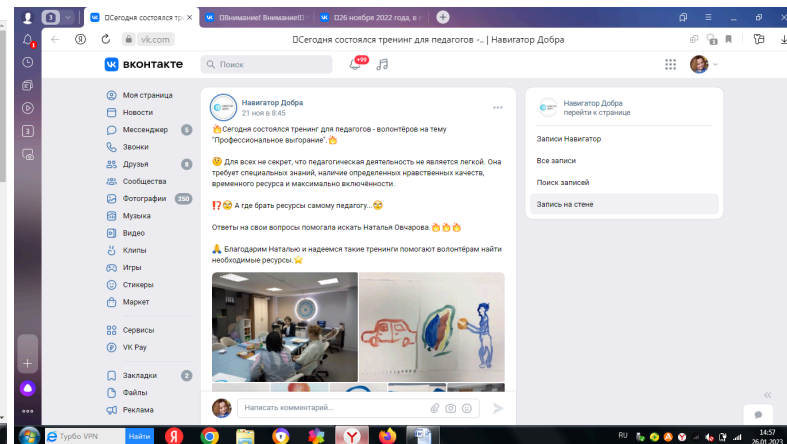 3
Сегодня состоялся тре
Внимание! Внимание!
26 ноября 2022 года, в г
vk.com
Сегодня состоялся тренинг для педагогов -... | Навигатор Добра
вконтакте
Поиск
+99
Моя страница
Новости
Мессенджер 5
Звонки
Друзья 8
Сообщества
Фотографии 250
Музыка
Видео
Клипы
Игры
Стикеры
Маркет
Сервисы
VK Pay
Закладки 2
Файлы
Реклама
Навигатор Добра
21 ноя в 8:45
Сегодня состоялся тренинг для педагогов - волонтёров на тему
"Профессиональное выгорание".
Для всех не секрет, что педагогическая деятельность не является легкой. Она
требует специальных знаний, наличие определенных нравственных качеств,
временного ресурса и максимально включённости.
⁉ А где брать ресурсы самому педагогу...
Ответы на свои вопросы помогала искать Наталья Овчарова.
Благодарим Наталью и надеемся такие тренинги помогают волонтёрам найти
необходимые ресурсы.
Написать комментарий...
Навигатор Добра
перейти к странице
Записи Навигатор
Все записи
Поиск записей
Запись на стене
Турбо VPN
Найти
RU
14:57
26.01.2023